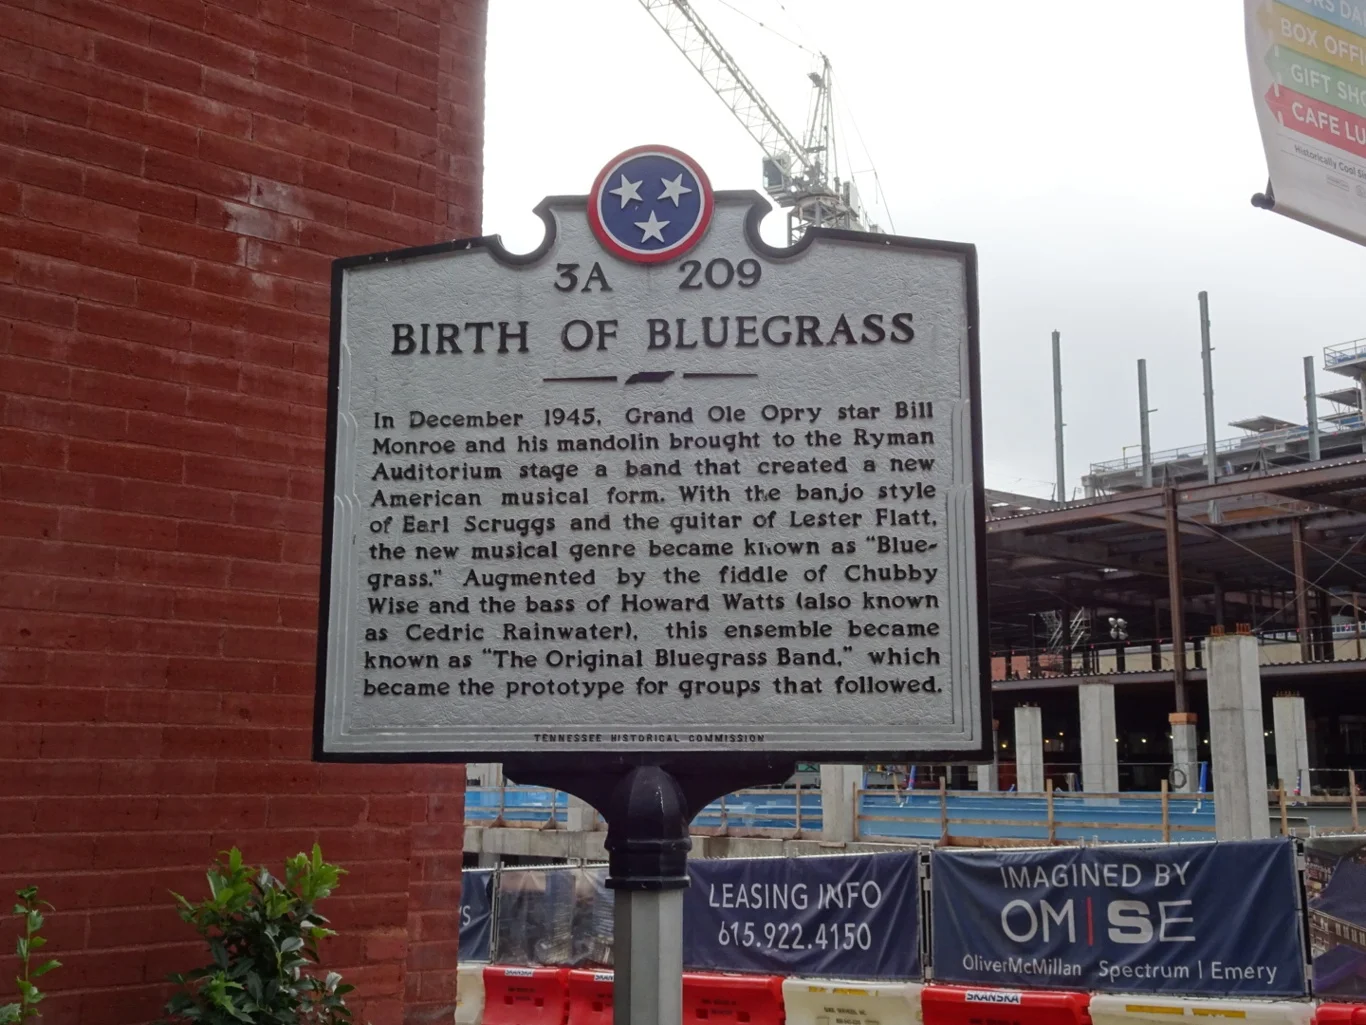 BOX OFFI
GIFT SHO
CAFE LU
Historically Cool Si
3A 209
BIRTH OF BLUEGRASS
In December 1945, Grand Ole Opry star Bill
Monroe and his mandolin brought to the Ryman
Auditorium stage a band that created a new
American musical form. With the banjo style
of Earl Scruggs and the guitar of Lester Flatt,
the new musical genre became known as "Blue-
grass." Augmented by the fiddle of Chubby
Wise and the bass of Howard Watts (also known
as Cedric Rainwater), this ensemble became
known as "The Original Bluegrass Band," which
became the prototype for groups that followed.
TENNESSEE HISTORICAL COMMISSION
LEASING INFO
615.922.4150
IMAGINED BY
OM|SE
OliverMcMillan Spectrum | Emery
SKANSKA
SKANSKA
SKANSKA